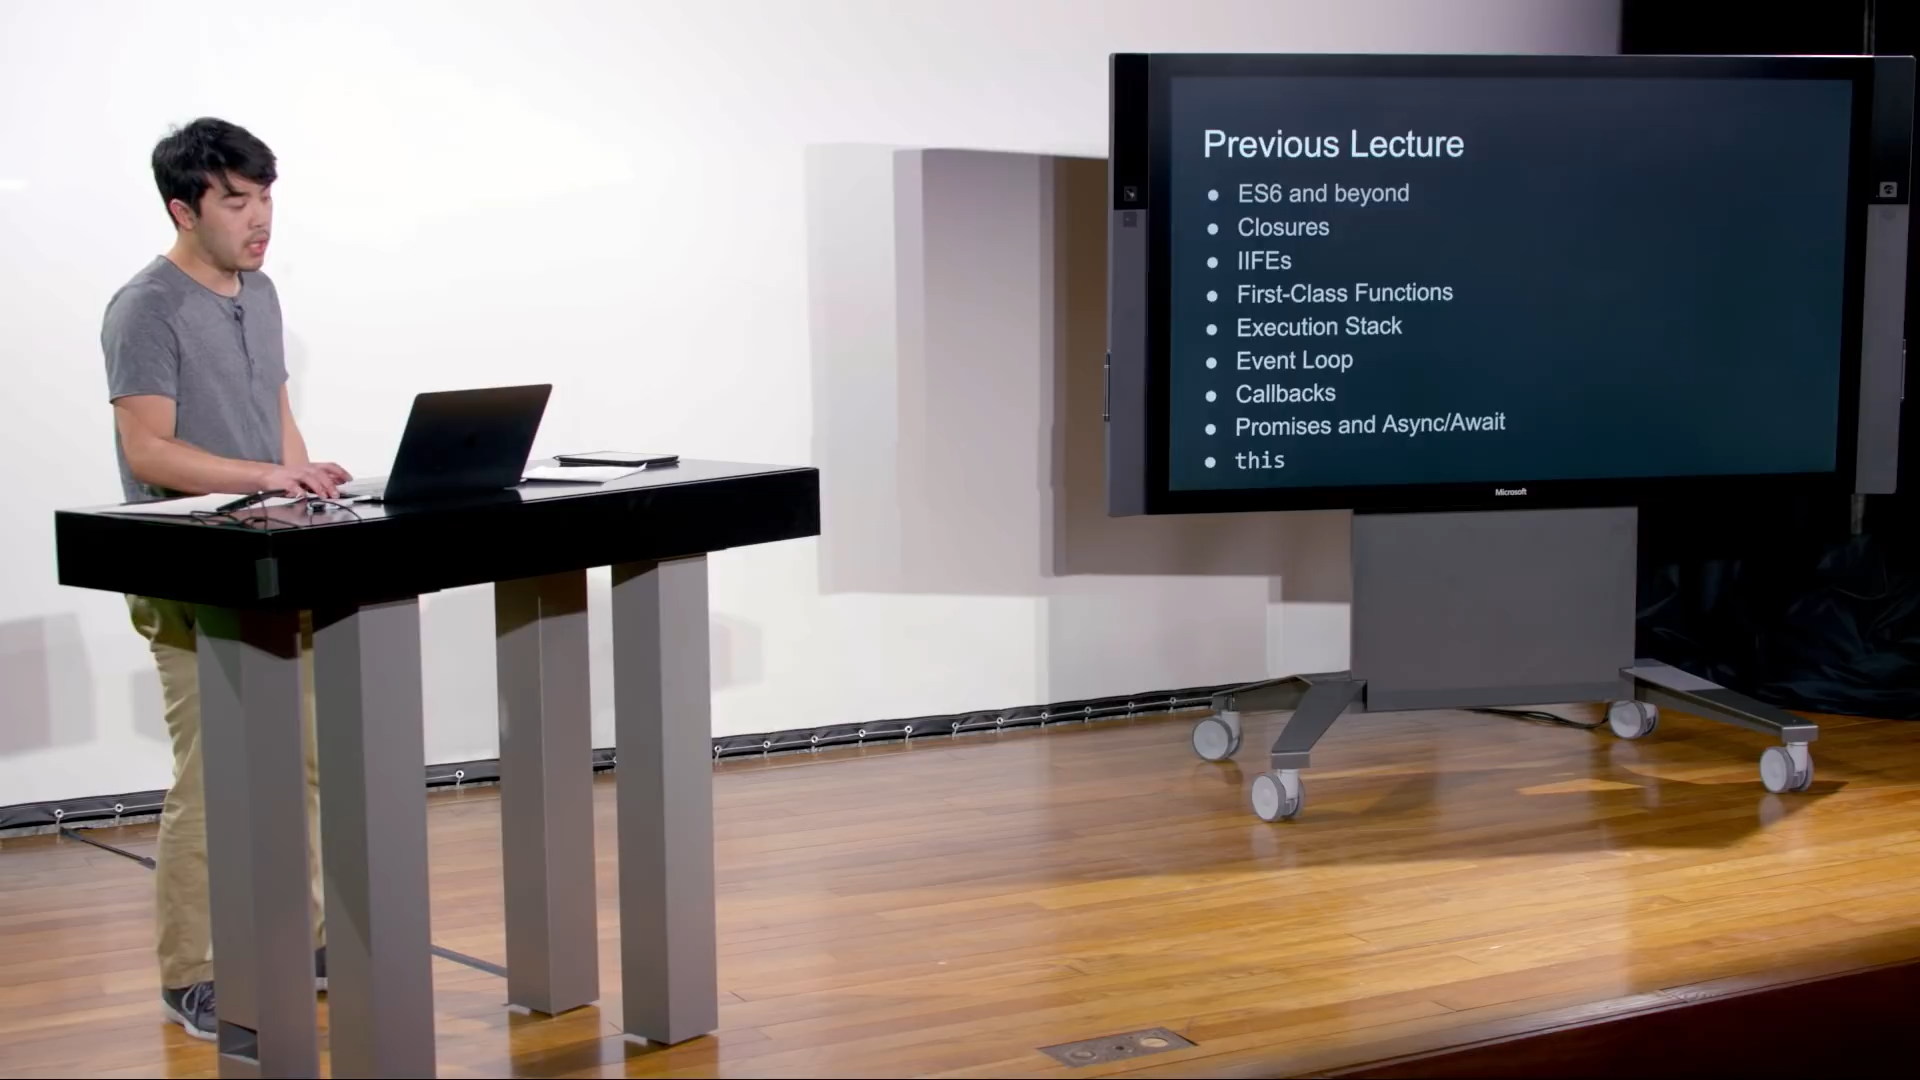 Previous Lecture
● ES6 and beyond
● Closures
● IIFEs
● First-Class Functions
● Execution Stack
● Event Loop
● Callbacks
● Promises and Async/Await
● this
Microsoft